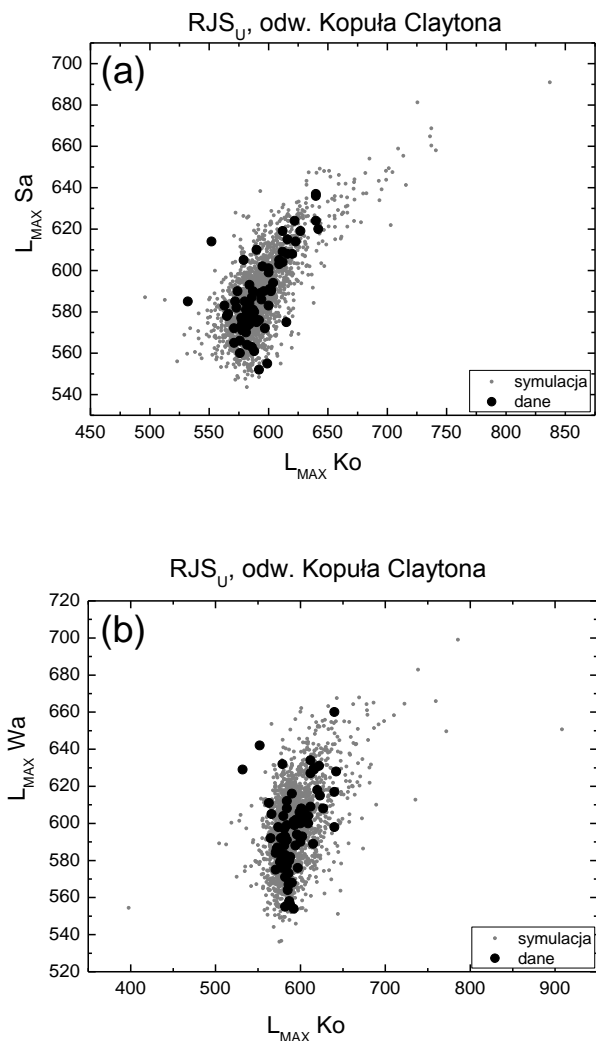 RJS_U, odw. Kopuła Claytona
(a)
700
680
660
640
620
600
580
560
540
L_MAX Sa
symulacja
dane
450 500 550 600 650 700 750 800 850
L_MAX Ko
RJS_U, odw. Kopuła Claytona
(b)
720
700
680
660
640
620
600
580
560
540
520
L_MAX Wa
symulacja
dane
400 500 600 700 800 900
L_MAX Ko